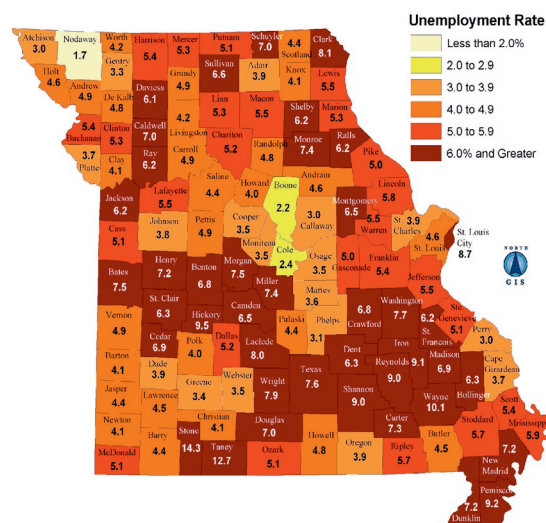 Unemployment Rate
Less than 2.0%
2.0 to 2.9
3.0 to 3.9
4.0 to 4.9
5.0 to 5.9
6.0% and Greater
Atchison
3.0
Nodaway
1.7
Worth
4.2
Harrison
5.4
Mercer
5.3
Putnam
5.1
Schuyler
7.0
4.4
Scotland
Clark
8.1
Holt
4.6
Andrew
4.9
Gentry
3.3
De Kalb
4.8
Daviess
6.1
Grundy
4.9
Sullivan
6.6
Adair
3.9
Knox
4.1
Lewis
5.5
5.4
Buchanan
Clinton
5.3
Caldwell
7.0
Livingston
4.2
Linn
5.3
Macon
5.5
Shelby
6.2
Marion
5.3
3.7
Platte
Clay
4.1
Ray
6.2
Carroll
4.9
Chariton
5.2
Randolph
4.8
Monroe
7.4
Ralls
6.2
Pike
5.0
Jackson
6.2
Lafayette
5.5
Saline
4.4
Howard
4.0
Boone
2.2
Audrain
4.6
Montgomery
6.5
Lincoln
5.8
Cass
5.1
Johnson
3.8
Pettis
4.9
Cooper
3.5
Moniteau
3.5
3.0
Callaway
Cole
2.4
Osage
3.5
5.0
Gasconade
5.5
Warren
St.
Charles
3.9
4.6
St. Louis
St. Louis
City
8.7
NORTH
GIS
Franklin
5.4
Jefferson
5.5
Bates
7.5
Henry
7.2
Benton
6.8
Morgan
7.5
Miller
7.4
Maries
3.6
St. Clair
6.3
Hickory
9.5
Camden
6.5
Pulaski
4.4
Phelps
3.1
6.8
Crawford
Washington
7.7
6.2
St.
Francois
Ste.
Genevieve
5.1
Perry
3.0
Vernon
4.9
Cedar
6.9
Polk
4.0
Dallas
5.2
Laclede
8.0
Dent
6.3
Iron
9.1
Reynolds
9.0
Madison
6.9
6.3
Bollinger
Cape
Girardeau
3.7
Barton
4.1
Dade
3.9
Greene
3.4
Webster
3.5
Wright
7.9
Texas
7.6
Shannon
9.0
Wayne
10.1
Scott
5.4
Jasper
4.4
Lawrence
4.5
Christian
4.1
Douglas
7.0
Carter
7.3
Stoddard
5.7
Mississippi
5.9
Newton
4.1
Barry
4.4
Stone
14.3
Taney
12.7
Ozark
5.1
Howell
4.8
Oregon
3.9
Ripley
5.7
Butler
4.5
McDonald
5.1
7.2
New
Madrid
Pemiscot
9.2
7.2
Dunklin